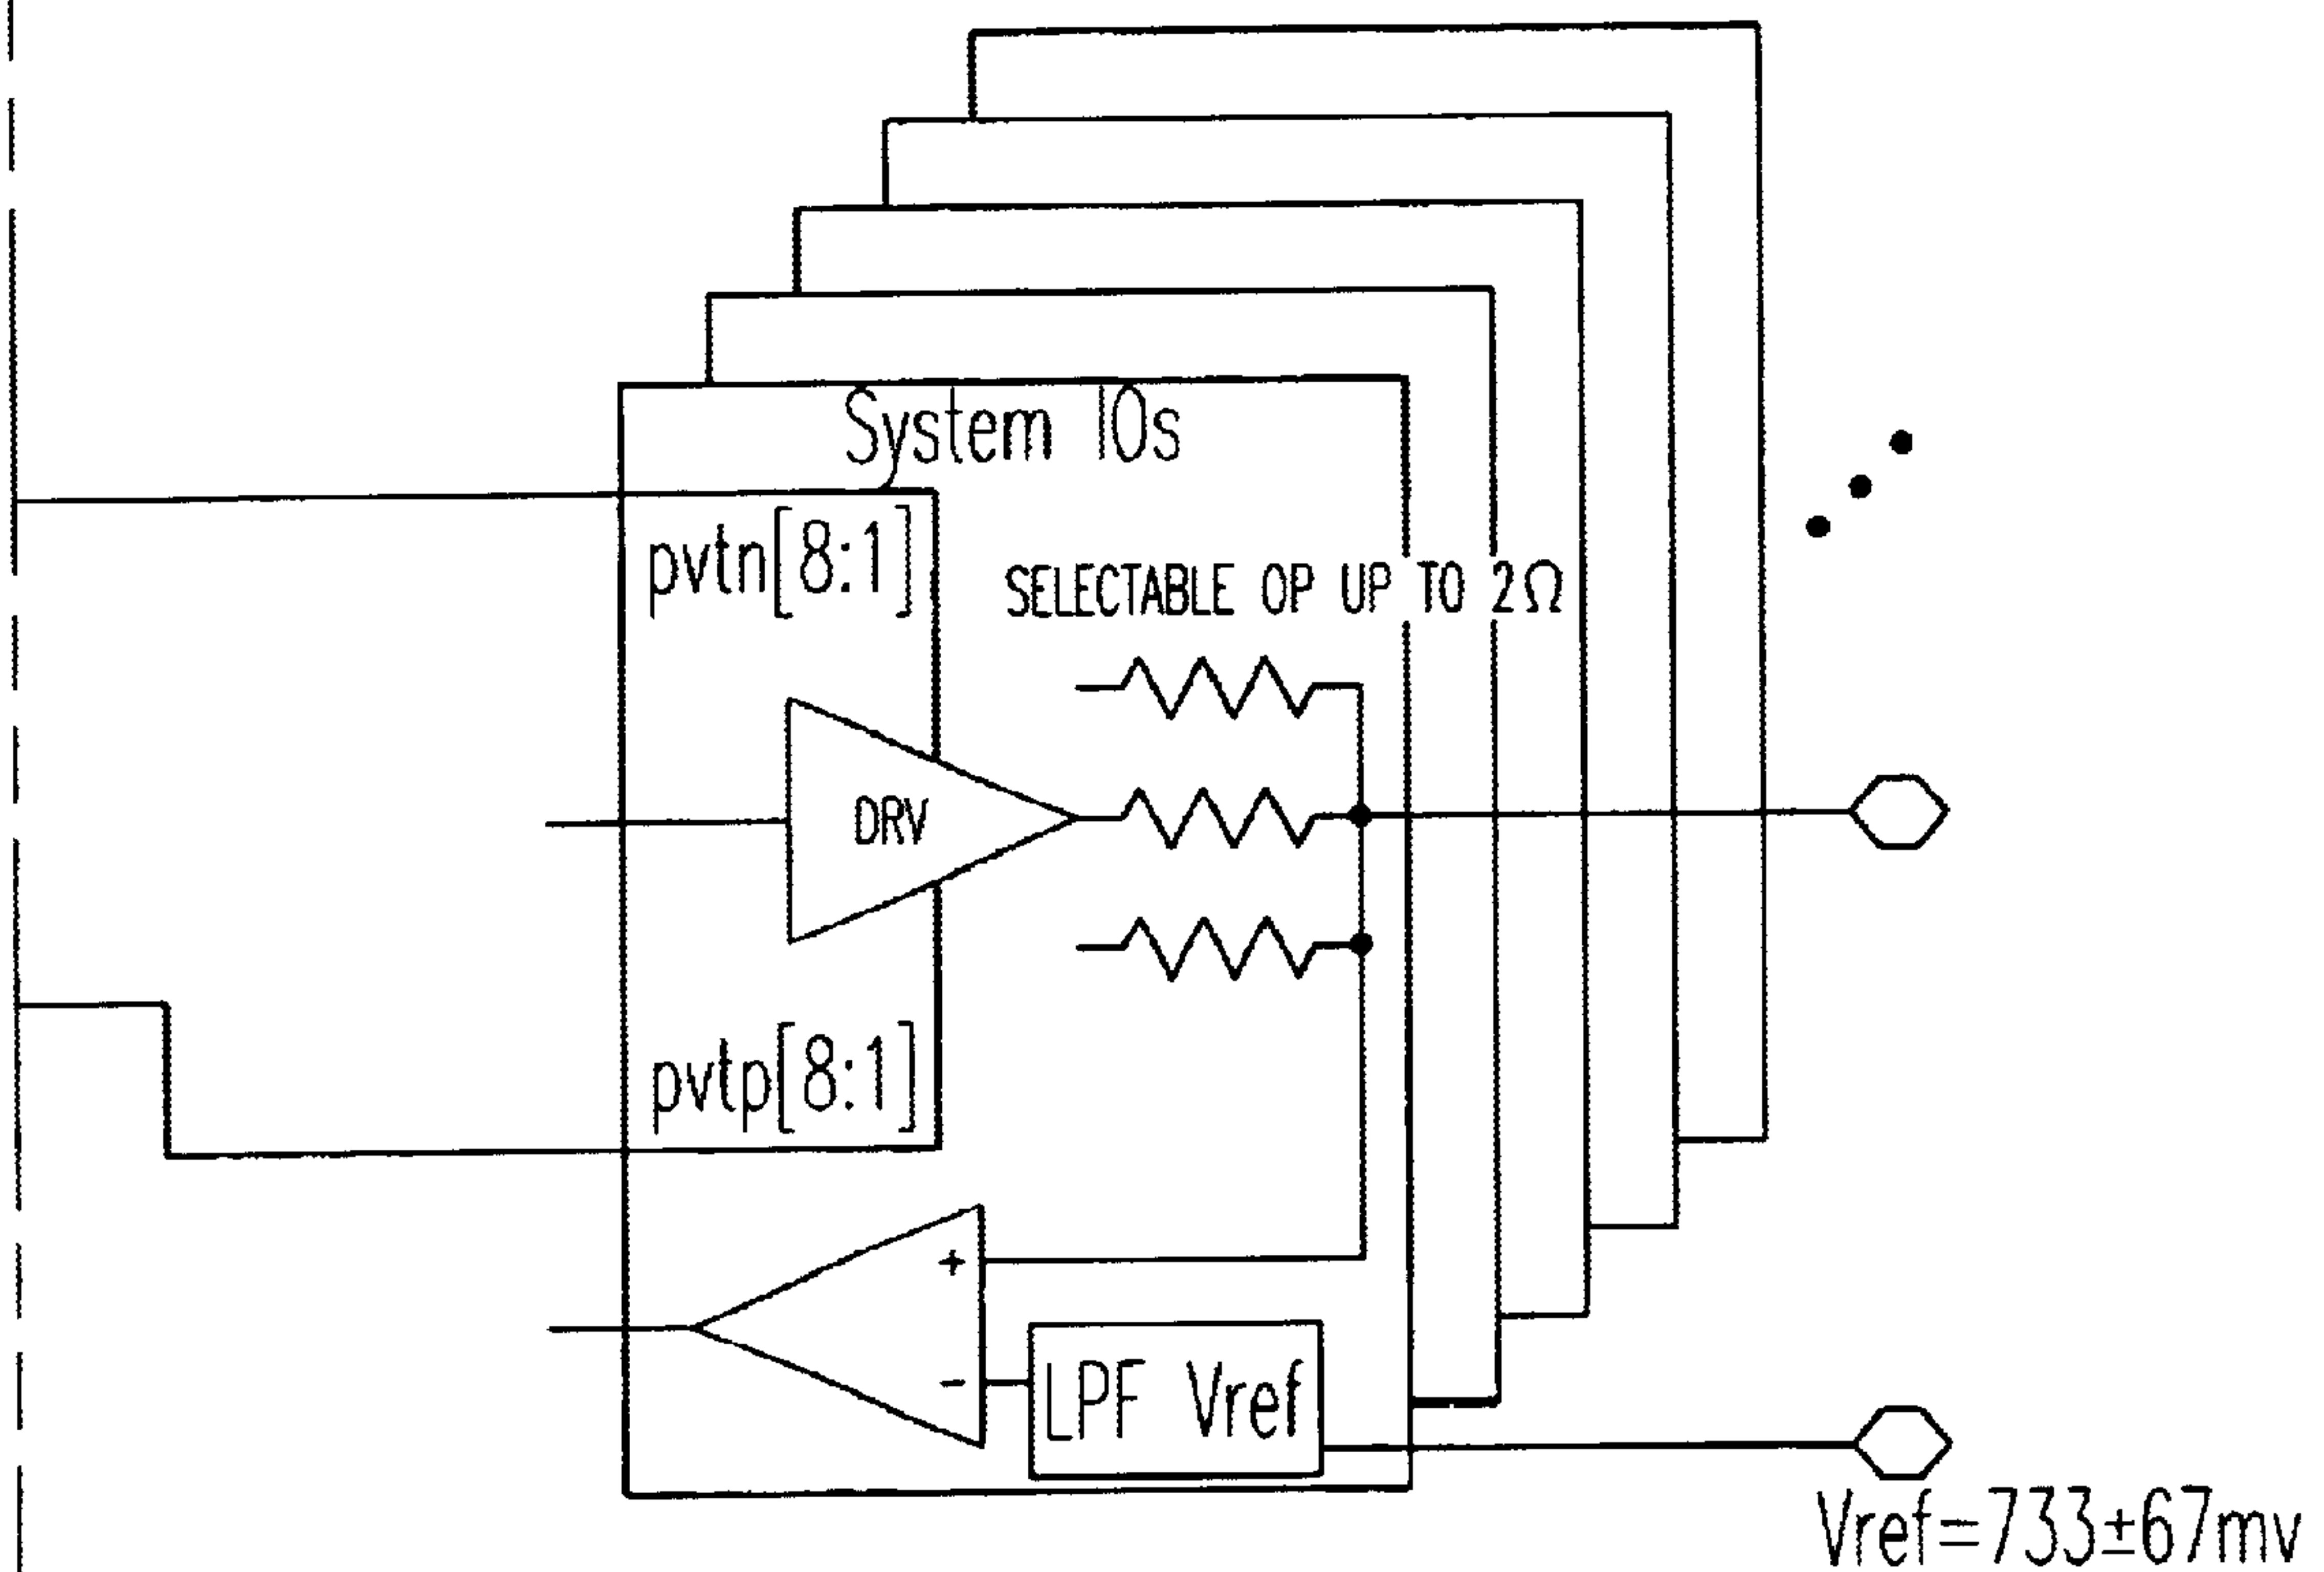 System IOs
pvtn[8:1]
SELECTABLE OP UP TO 2Ω
DRV
pvtp[8:1]
+
-
LPF Vref
Vref=733±67mv